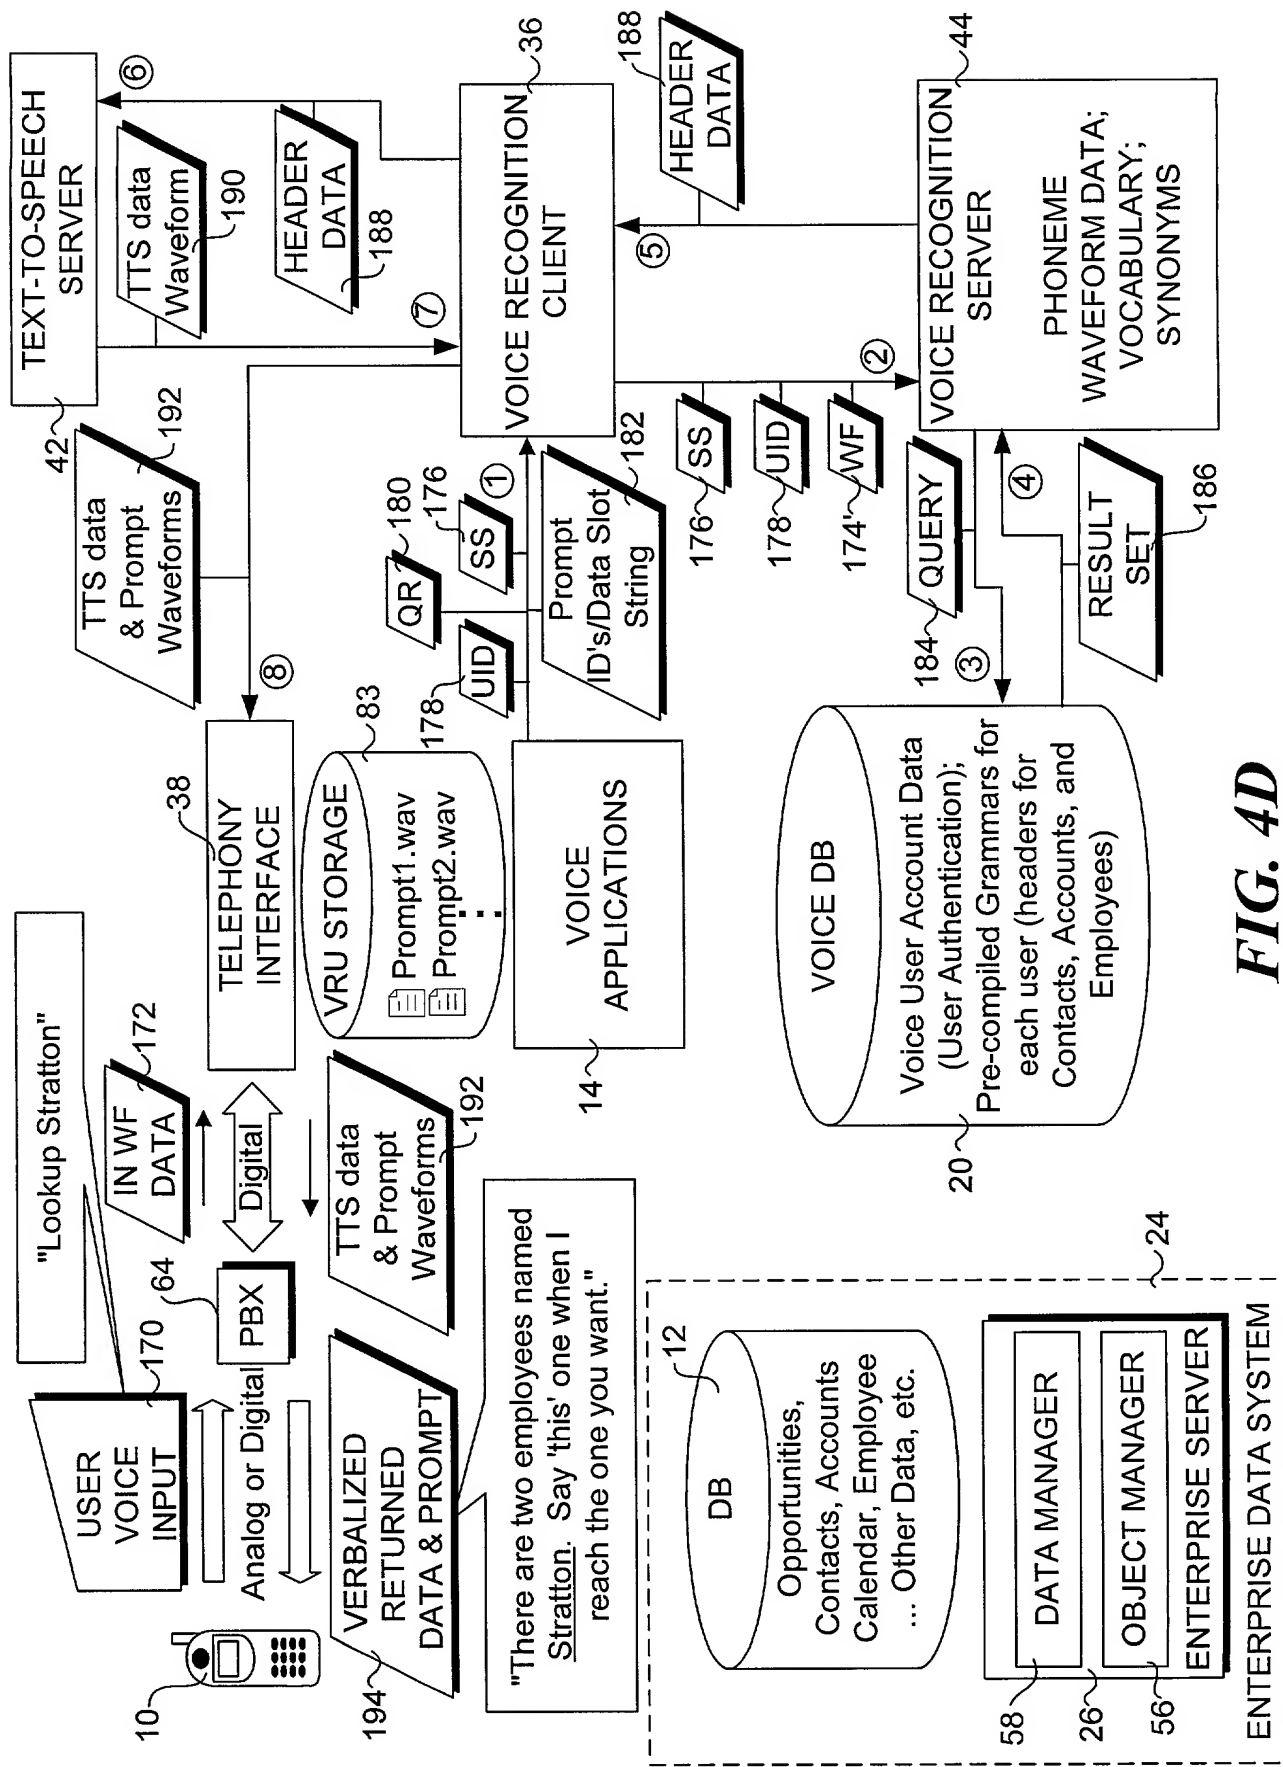 "Lookup Stratton"
USER
VOICE
INPUT
170
64
IN WF
DATA
172
10
Analog or Digital
PBX
Digital
38
TELEPHONY
INTERFACE
⑧
TTS data
& Prompt
Waveforms
192
42
TEXT-TO-SPEECH
SERVER
⑥
TTS data
Waveform
190
HEADER
DATA
188
⑦
194
VERBALIZED
RETURNED
DATA & PROMPT
TTS data
& Prompt
Waveforms
192
"There are two employees named
Stratton. Say 'this' one when I
reach the one you want."
VRU STORAGE
83
Prompt1.wav
Prompt2.wav
14
VOICE
APPLICATIONS
178
UID
QR
180
SS
176
①
Prompt
ID's/Data Slot
String
182
36
VOICE RECOGNITION
CLIENT
⑤
188
HEADER
DATA
176
SS
178
UID
174'
WF
②
44
VOICE RECOGNITION
SERVER
PHONEME
WAVEFORM DATA;
VOCABULARY;
SYNONYMS
184
QUERY
③
④
RESULT
SET
186
20
VOICE DB
Voice User Account Data
(User Authentication);
Pre-compiled Grammars for
each user (headers for
Contacts, Accounts, and
Employees)
12
DB
Opportunities,
Contacts, Accounts
Calendar, Employee
... Other Data, etc.
24
58
DATA MANAGER
26
56
OBJECT MANAGER
ENTERPRISE SERVER
ENTERPRISE DATA SYSTEM
FIG. 4D